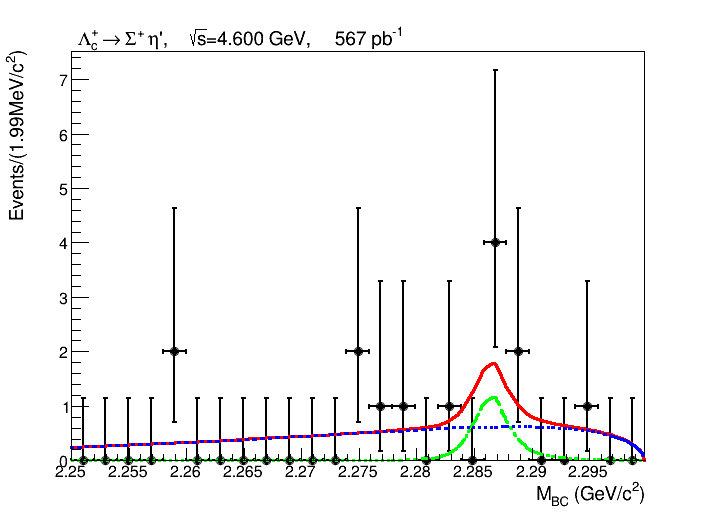 Λc+ → Σ+ η', √s=4.600 GeV, 567 pb-1
Events/(1.99MeV/c2)
7
6
5
4
3
2
1
0
2.25 2.255 2.26 2.265 2.27 2.275 2.28 2.285 2.29 2.295
MBC (GeV/c2)